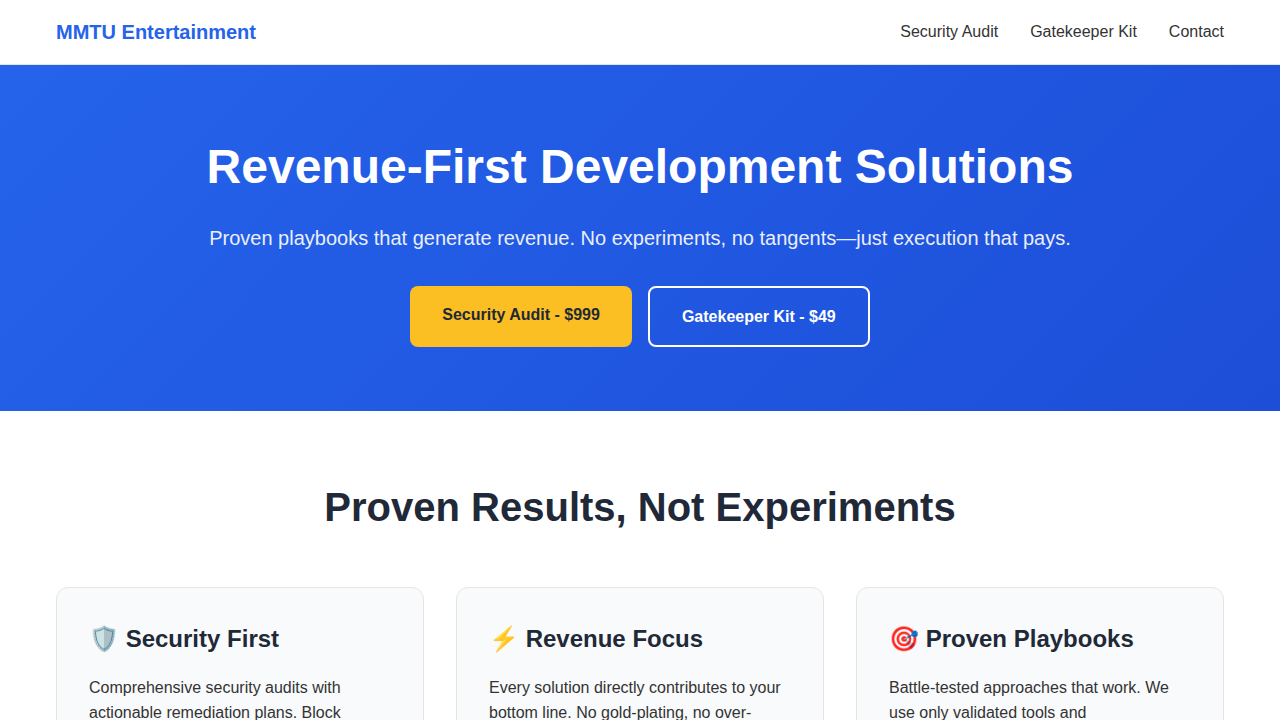 MMTU Entertainment
Security Audit
Gatekeeper Kit
Contact
Revenue-First Development Solutions
Proven playbooks that generate revenue. No experiments, no tangents—just execution that pays.
Security Audit - $999
Gatekeeper Kit - $49
Proven Results, Not Experiments
🛡️ Security First
Comprehensive security audits with
actionable remediation plans. Block
⚡ Revenue Focus
Every solution directly contributes to your
bottom line. No gold-plating, no over-
🎯 Proven Playbooks
Battle-tested approaches that work. We
use only validated tools and